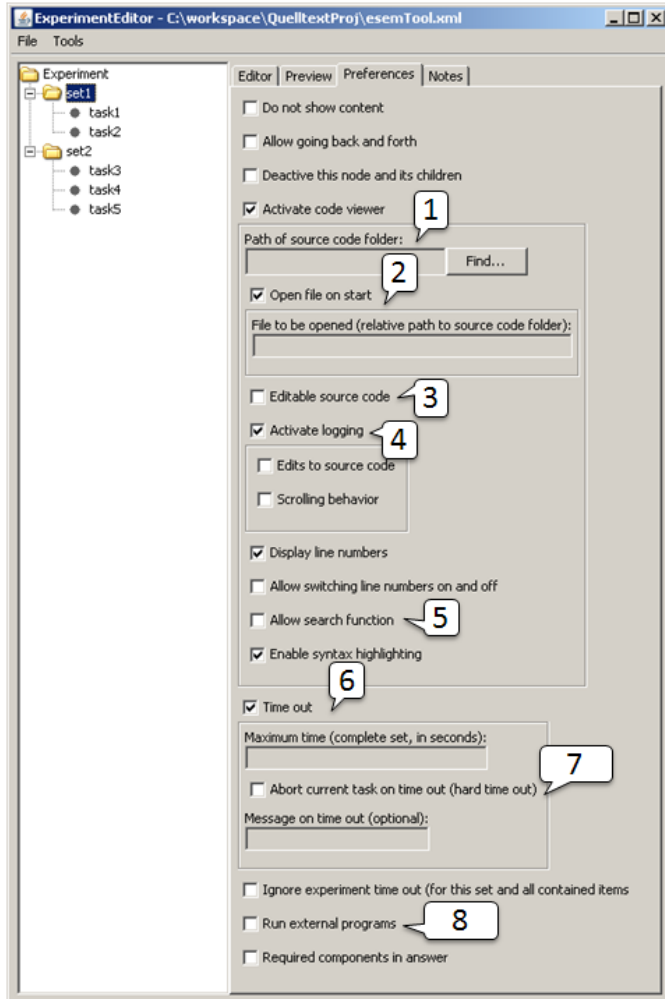 ExperimentEditor - C:\workspace\QuelltextProj\esemTool.xml
File Tools
Experiment
set1
task1
task2
set2
task3
task4
task5
Editor Preview Preferences Notes
Do not show content
Allow going back and forth
Deactive this node and its children
Activate code viewer
1
Path of source code folder:
Find...
2
Open file on start
File to be opened (relative path to source code folder):
Editable source code
3
Activate logging
4
Edits to source code
Scrolling behavior
Display line numbers
Allow switching line numbers on and off
Allow search function
5
Enable syntax highlighting
6
Time out
Maximum time (complete set, in seconds):
7
Abort current task on time out (hard time out)
Message on time out (optional):
Ignore experiment time out (for this set and all contained items
Run external programs
8
Required components in answer